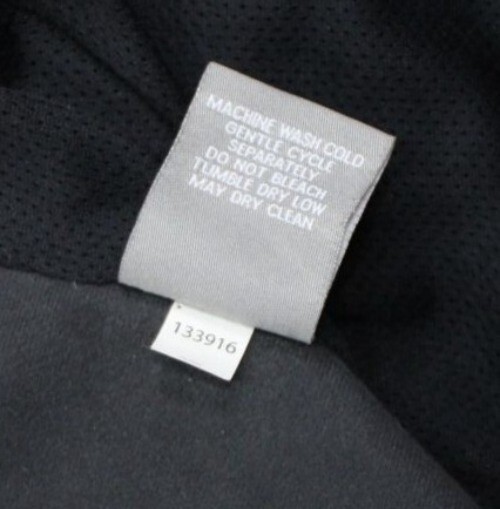 MACHINE WASH COLD
GENTLE CYCLE
SEPARATELY
DO NOT BLEACH
TUMBLE DRY LOW
MAY DRY CLEAN
133916